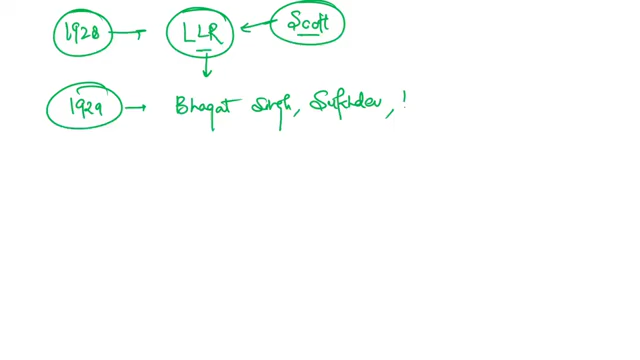 1928 → LLR ← Scott
1929 → Bhagat Singh, Sukhdev,